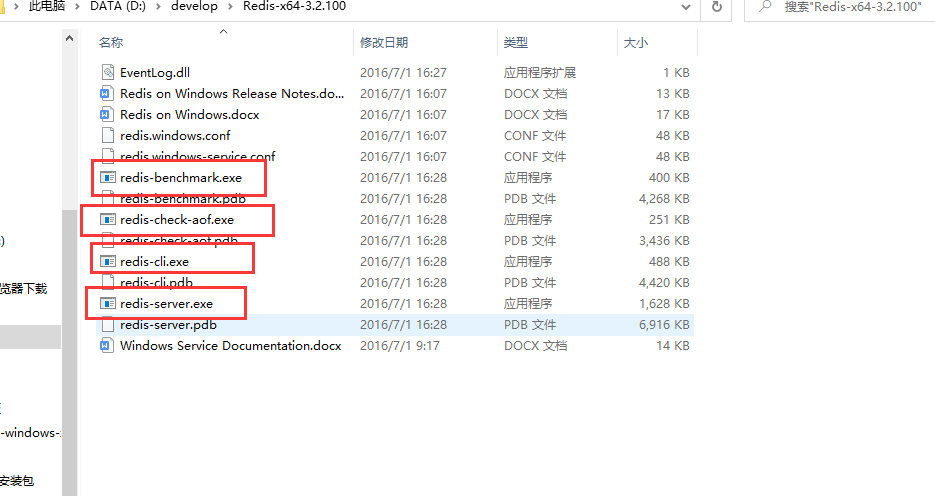 此电脑 > DATA (D:) > develop > Redis-x64-3.2.100 搜索"Redis-x64-3.2.100"
名称 修改日期 类型 大小
EventLog.dll 2016/7/1 16:27 应用程序扩展 1 KB
Redis on Windows Release Notes.do... 2016/7/1 16:07 DOCX 文档 13 KB
Redis on Windows.docx 2016/7/1 16:07 DOCX 文档 17 KB
redis.windows.conf 2016/7/1 16:07 CONF 文件 48 KB
redis.windows-service.conf 2016/7/1 16:07 CONF 文件 48 KB
redis-benchmark.exe 2016/7/1 16:28 应用程序 400 KB
redis-benchmark.pdb 2016/7/1 16:28 PDB 文件 4,268 KB
redis-check-aof.exe 2016/7/1 16:28 应用程序 251 KB
redis-check-aof.pdb 2016/7/1 16:28 PDB 文件 3,436 KB
redis-cli.exe 2016/7/1 16:28 应用程序 488 KB
redis-cli.pdb 2016/7/1 16:28 PDB 文件 4,420 KB
redis-server.exe 2016/7/1 16:28 应用程序 1,628 KB
redis-server.pdb 2016/7/1 16:28 PDB 文件 6,916 KB
Windows Service Documentation.docx 2016/7/1 9:17 DOCX 文档 14 KB
览器下载
-windows-
安装包